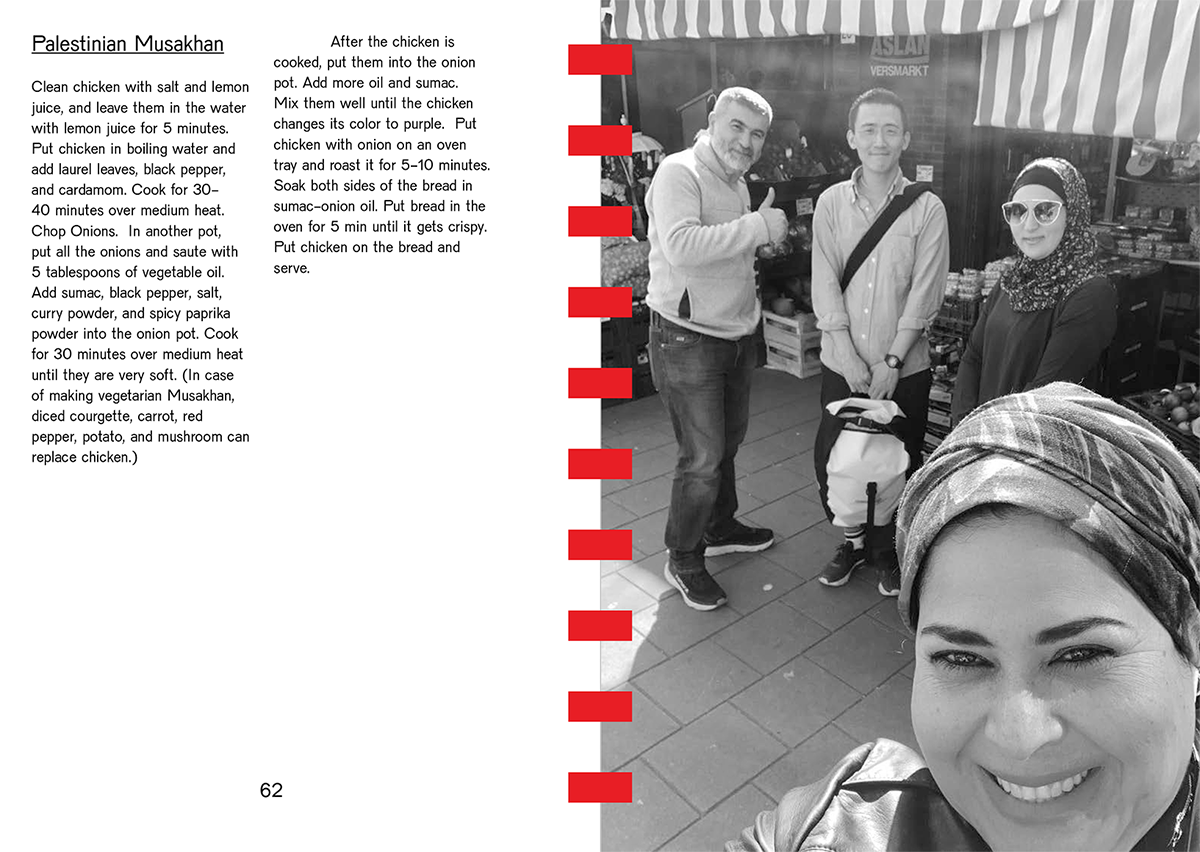 Palestinian Musakhan
Clean chicken with salt and lemon
juice, and leave them in the water
with lemon juice for 5 minutes.
Put chicken in boiling water and
add laurel leaves, black pepper,
and cardamom. Cook for 30–
40 minutes over medium heat.
Chop Onions.  In another pot,
put all the onions and saute with
5 tablespoons of vegetable oil.
Add sumac, black pepper, salt,
curry powder, and spicy paprika
powder into the onion pot. Cook
for 30 minutes over medium heat
until they are very soft. (In case
of making vegetarian Musakhan,
diced courgette, carrot, red
pepper, potato, and mushroom can
replace chicken.)
After the chicken is
cooked, put them into the onion
pot. Add more oil and sumac.
Mix them well until the chicken
changes its color to purple.  Put
chicken with onion on an oven
tray and roast it for 5–10 minutes.
Soak both sides of the bread in
sumac–onion oil. Put bread in the
oven for 5 min until it gets crispy.
Put chicken on the bread and
serve.
62
ASLAN
VERSMARKT